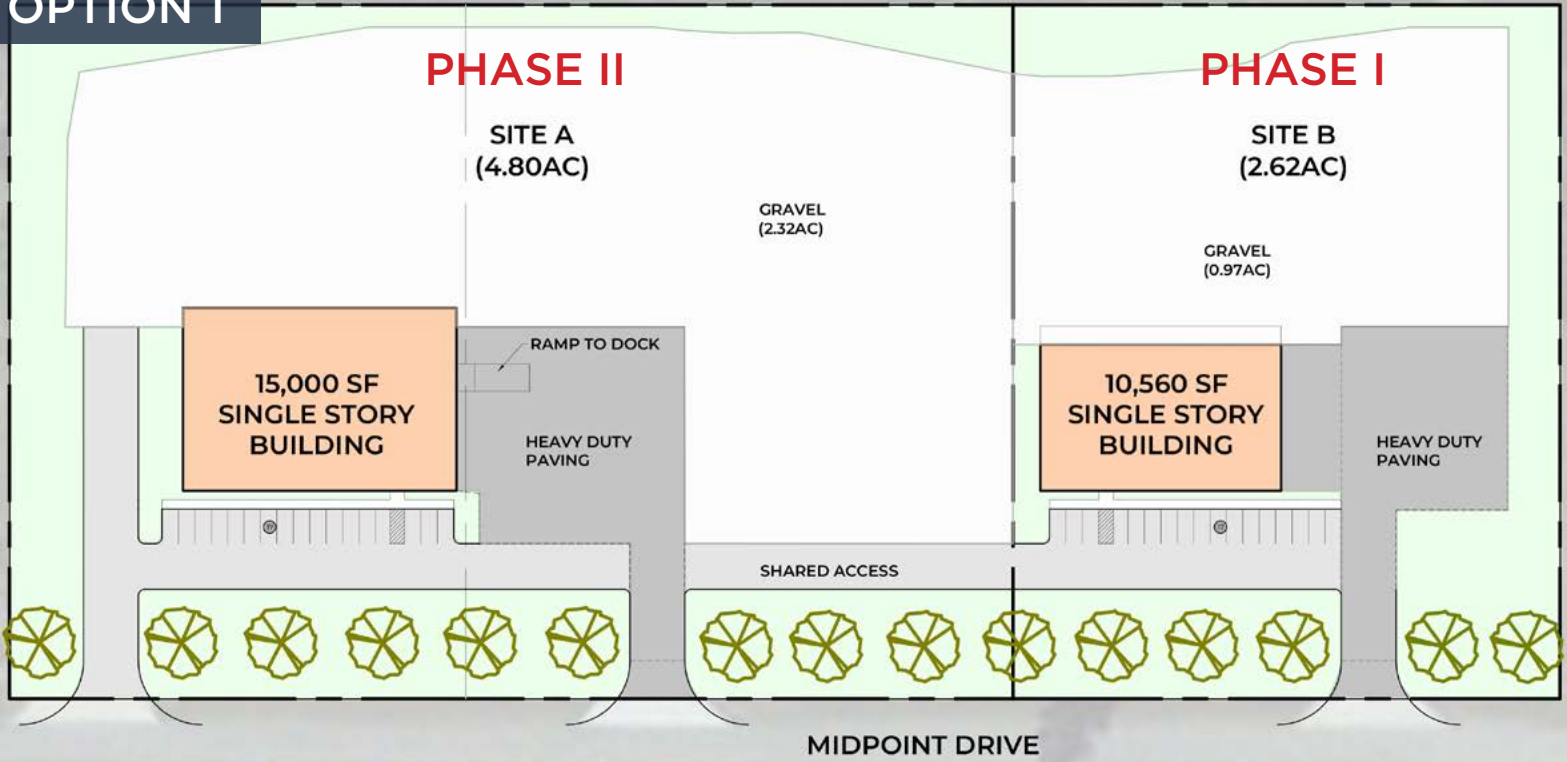 OPTION 1
PHASE II
PHASE I
SITE A
(4.80AC)
SITE B
(2.62AC)
GRAVEL
(2.32AC)
GRAVEL
(0.97AC)
RAMP TO DOCK
15,000 SF
SINGLE STORY
BUILDING
HEAVY DUTY
PAVING
10,560 SF
SINGLE STORY
BUILDING
HEAVY DUTY
PAVING
SHARED ACCESS
MIDPOINT DRIVE